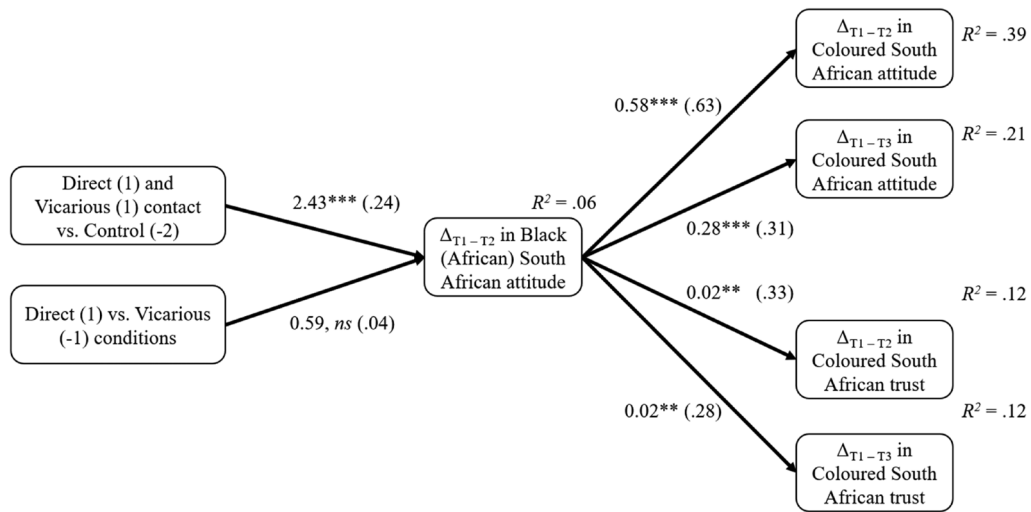 Direct (1) and
Vicarious (1) contact
vs. Control (-2)
Direct (1) vs. Vicarious
(-1) conditions
2.43*** (.24)
0.59, ns (.04)
R² = .06
ΔT1 – T2 in Black
(African) South
African attitude
0.58*** (.63)
0.28*** (.31)
0.02** (.33)
0.02** (.28)
ΔT1 – T2 in
Coloured South
African attitude
R² = .39
ΔT1 – T3 in
Coloured South
African attitude
R² = .21
ΔT1 – T2 in
Coloured South
African trust
R² = .12
ΔT1 – T3 in
Coloured South
African trust
R² = .12